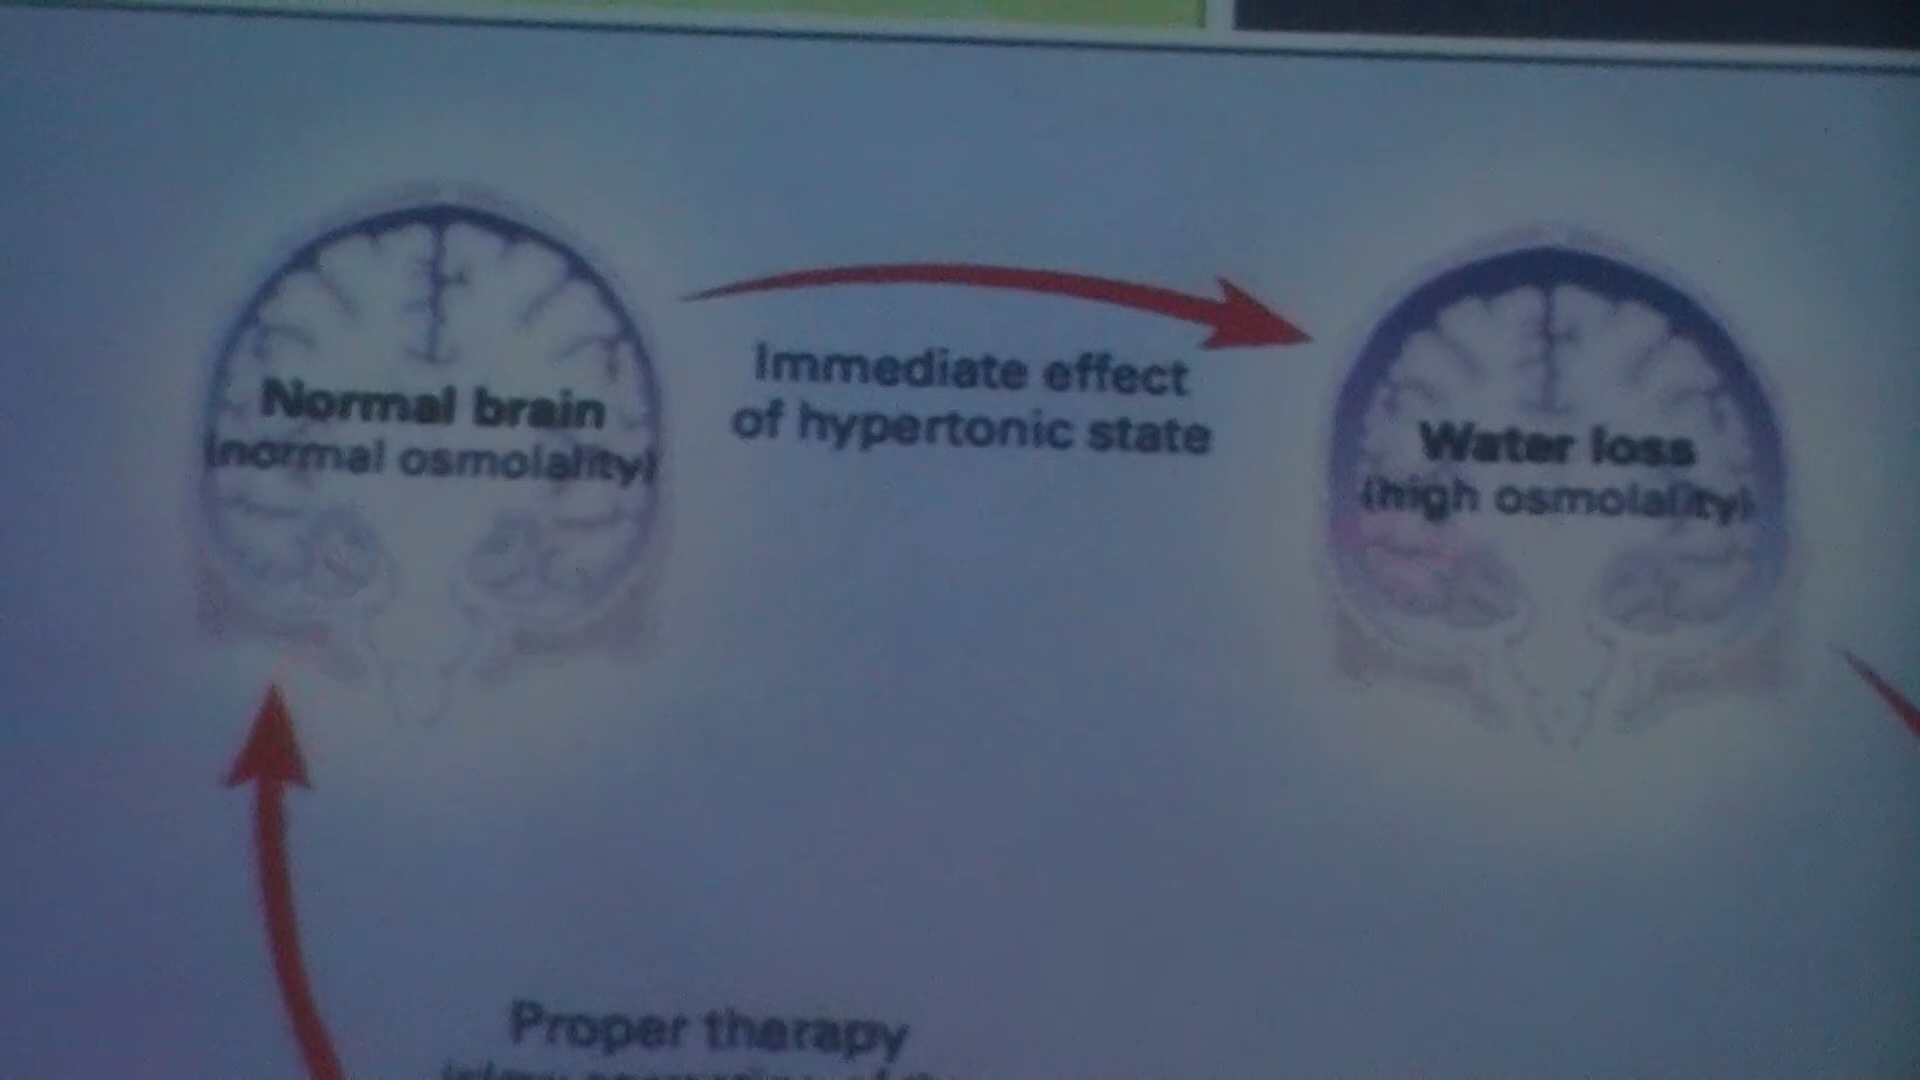 Normal brain
(normal osmolality)
Immediate effect
of hypertonic state
Water loss
(high osmolality)
Proper therapy